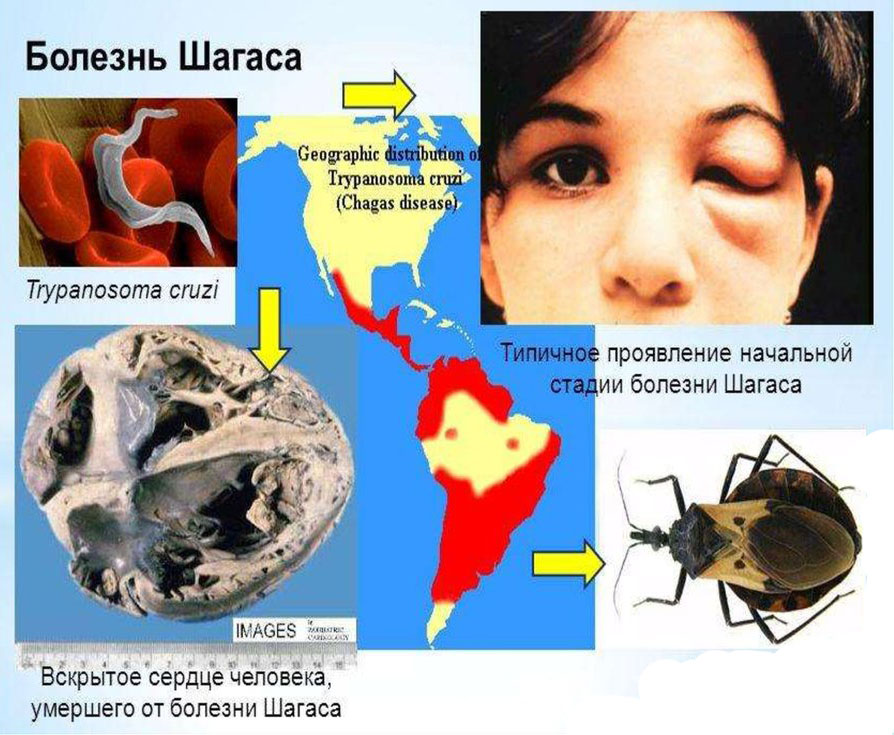 Болезнь Шагаса
Geographic distribution of
Trypanosoma cruzi
(Chagas disease)
Trypanosoma cruzi
Типичное проявление начальной
стадии болезни Шагаса
IMAGES
Вскрытое сердце человека,
умершего от болезни Шагаса